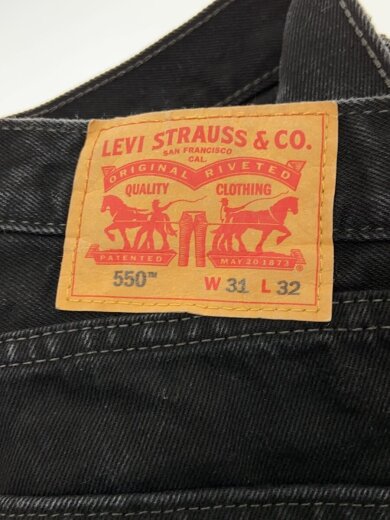 LEVI STRAUSS & CO.
SAN FRANCISCO
CAL.
ORIGINAL RIVETED
QUALITY CLOTHING
PATENTED MAY 20 1873 ®
550™ W 31 L 32